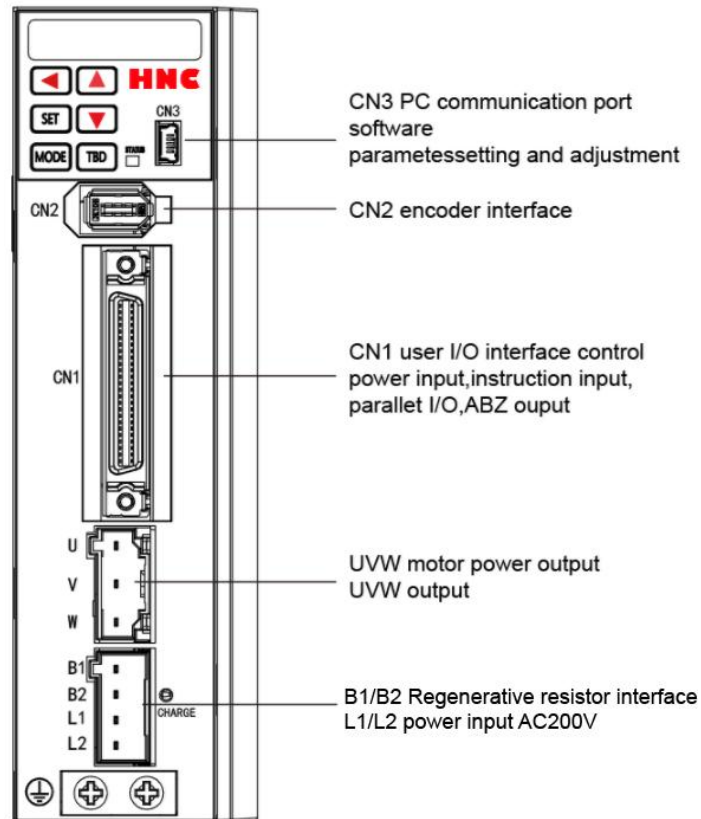 HNC
CN3
SET
MODE
TBD
STATUS
CN3 PC communication port
software
parametessetting and adjustment
CN2
CN2 encoder interface
CN1
CN1 user I/O interface control
power input,instruction input,
parallet I/O,ABZ ouput
U
V
W
UVW motor power output
UVW output
B1
B2
L1
L2
CHARGE
B1/B2 Regenerative resistor interface
L1/L2 power input AC200V